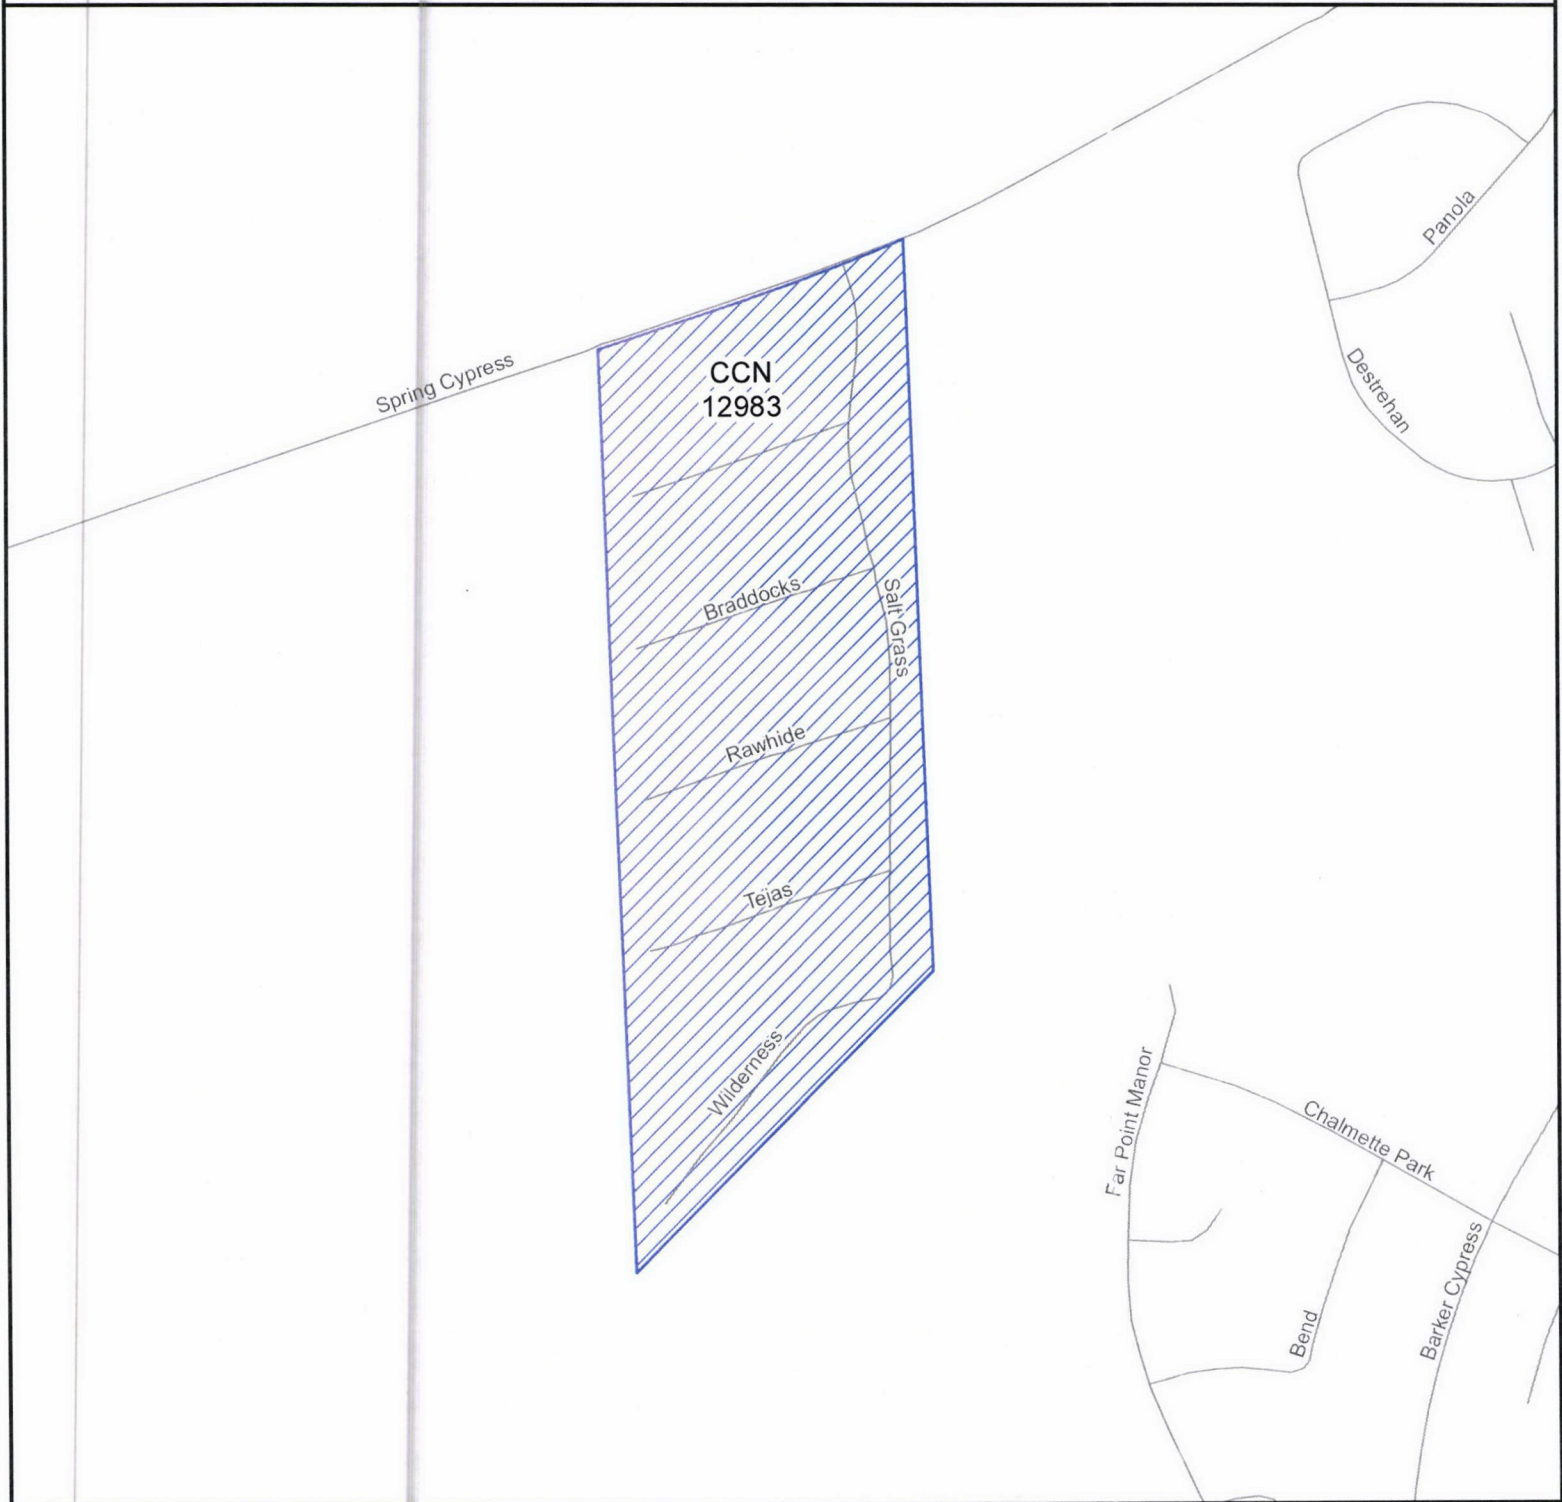 Panola
Spring Cypress
CCN
12983
Destrehan
Braddocks
Salt Grass
Rawhide
Tejas
Wilderness
Far Point Manor
Chalmette Park
Barker Cypress
Bend